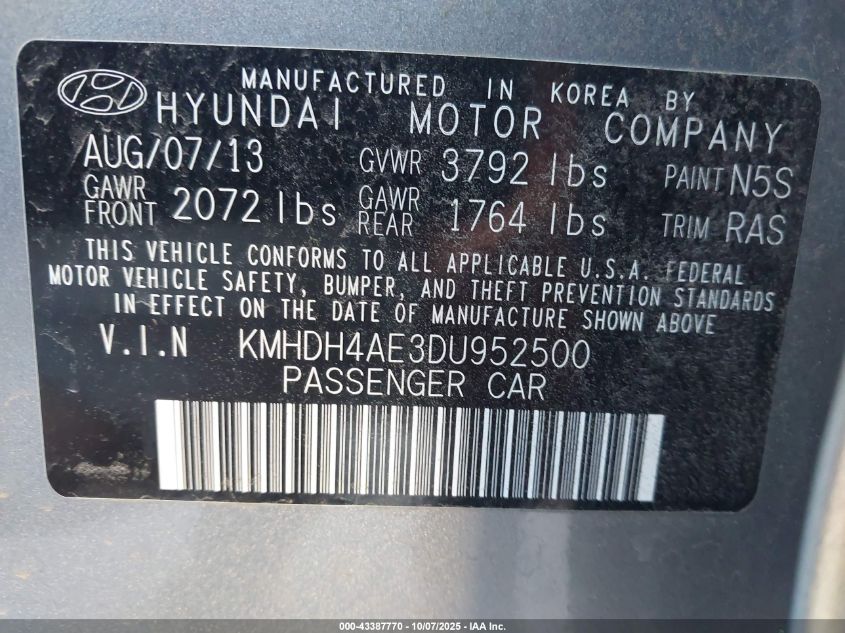 MANUFACTURED IN KOREA BY
HYUNDAI MOTOR COMPANY
AUG/07/13 GVWR 3792 lbs PAINT N5S
GAWR FRONT 2072 lbs GAWR REAR 1764 lbs TRIM RAS
THIS VEHICLE CONFORMS TO ALL APPLICABLE U.S.A. FEDERAL
MOTOR VEHICLE SAFETY, BUMPER, AND THEFT PREVENTION STANDARDS
IN EFFECT ON THE DATE OF MANUFACTURE SHOWN ABOVE
V.I.N KMHDH4AE3DU952500
PASSENGER CAR
© 2000 - 43387770 - 10/07/2025 - IAA Inc.